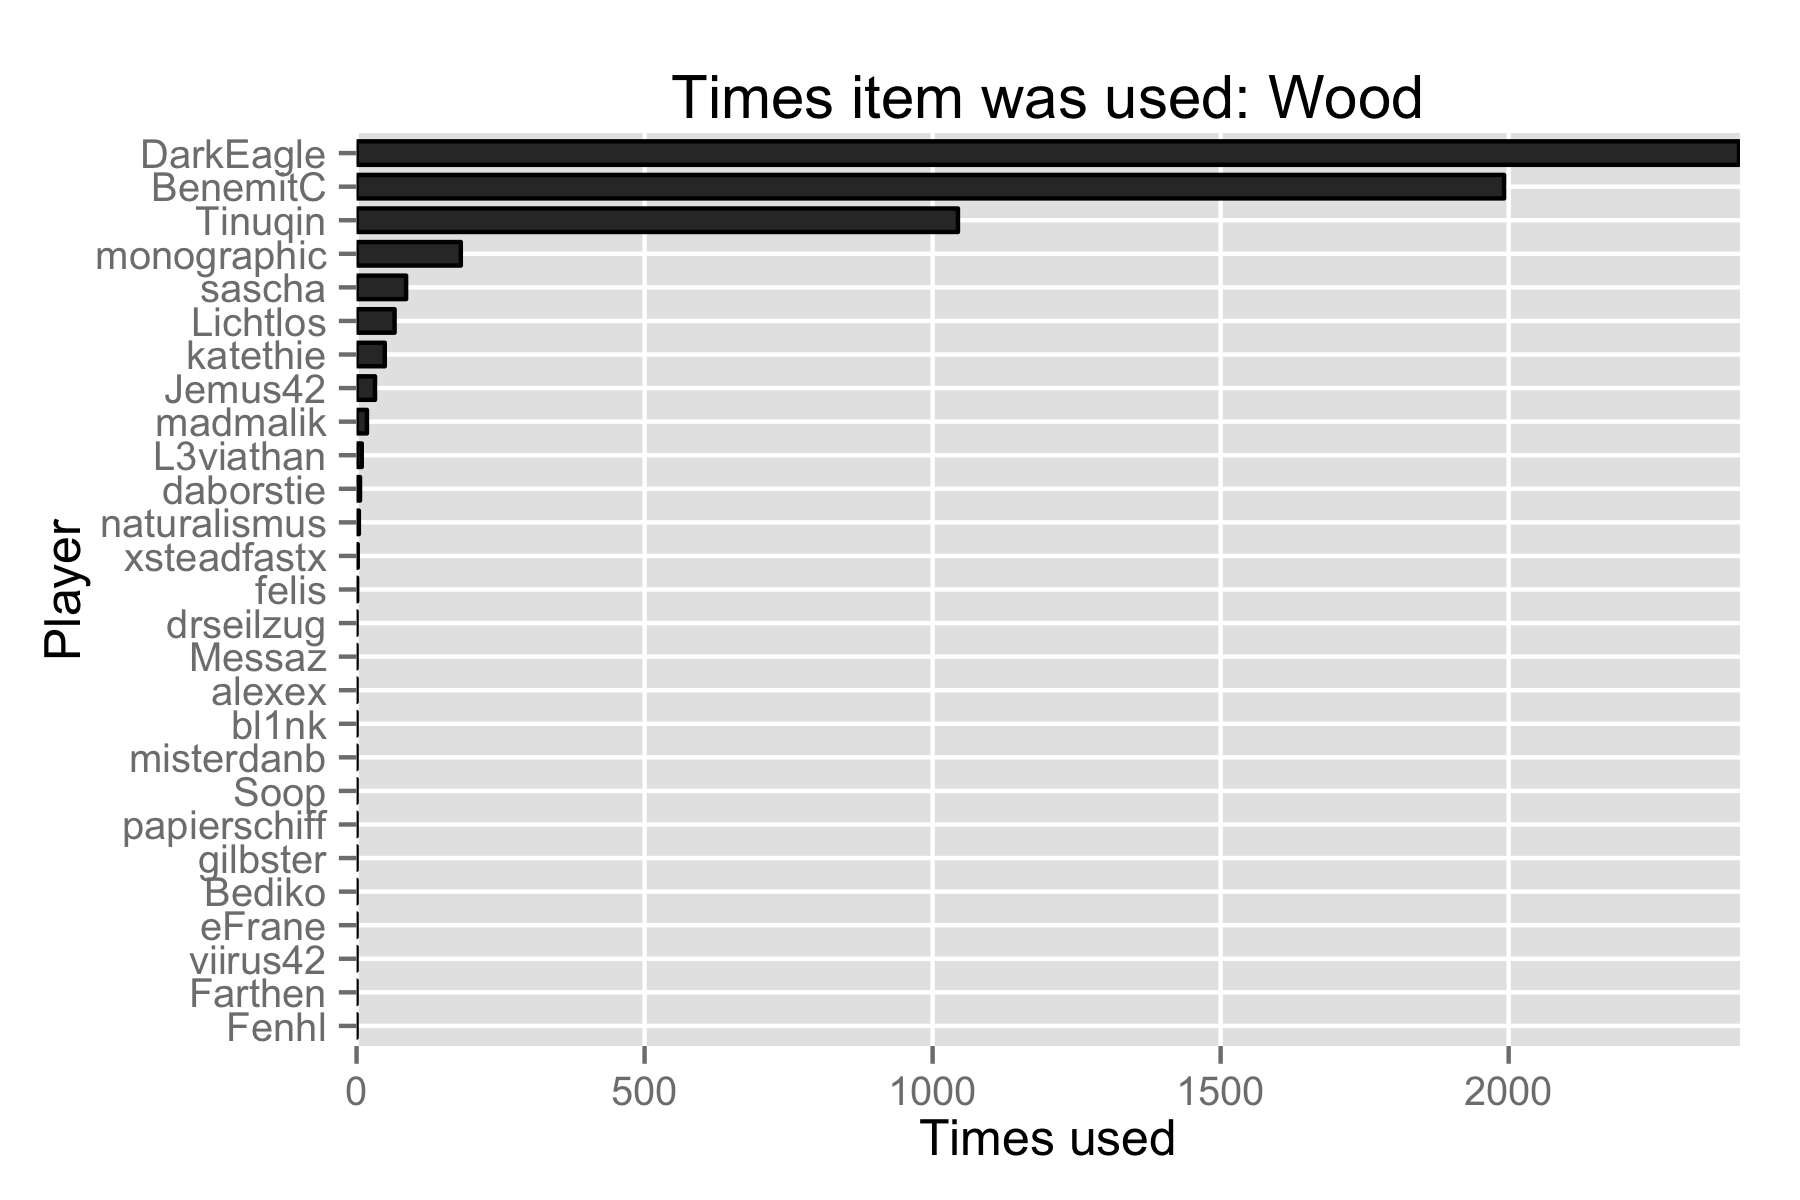 Times item was used: Wood
DarkEagle
BenemitC
Tinuqin
monographic
sascha
Lichtlos
katethie
Jemus42
madmalik
L3viathan
daborstie
naturalismus
xsteadfastx
felis
drseilzug
Messaz
alexex
bl1nk
misterdanb
Soop
papierschiff
gilbster
Bediko
eFrane
viirus42
Farthen
Fenhl
Player
0 500 1000 1500 2000
Times used